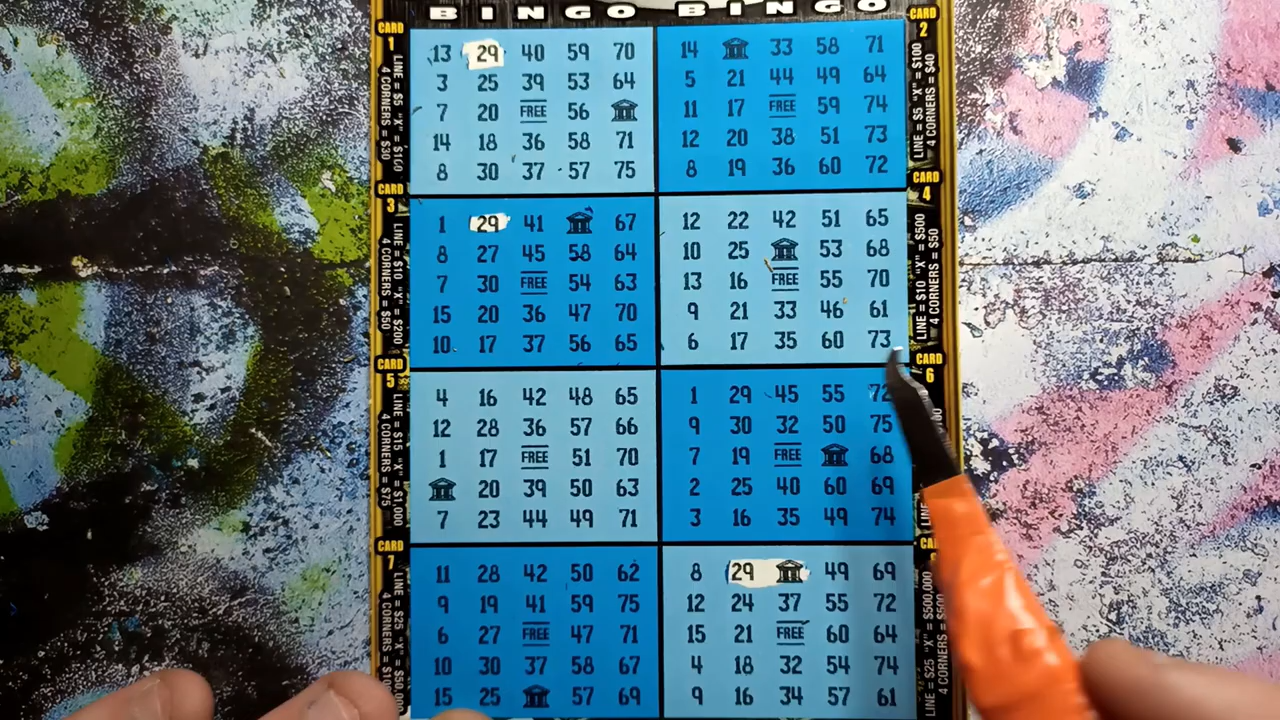 B I N G O B I N G O
CARD 1
LINE = $5 "X" = $100
4 CORNERS = $30
13 29 40 59 70
3 25 39 53 64
7 20 FREE 56
14 18 36 58 71
8 30 37 57 75
CARD 2
LINE = $5 "X" = $100
4 CORNERS = $40
14 33 58 71
5 21 44 49 64
11 17 FREE 59 74
12 20 38 51 73
8 19 36 60 72
CARD 3
LINE = $10 "X" = $200
4 CORNERS = $50
1 29 41 67
8 27 45 58 64
7 30 FREE 54 63
15 20 36 47 70
10 17 37 56 65
CARD 4
LINE = $10 "X" = $500
4 CORNERS = $50
12 22 42 51 65
10 25 53 68
13 16 FREE 55 70
9 21 33 46 61
6 17 35 60 73
CARD 5
LINE = $15 "X" = $1,000
4 CORNERS = $75
4 16 42 48 65
12 28 36 57 66
1 17 FREE 51 70
20 39 50 63
7 23 44 49 71
CARD 6
1 29 45 55 72
9 30 32 50 75
7 19 FREE 68
2 25 40 60 69
3 16 35 49 74
CARD 7
LINE = $25 "X" = $50,000
4 CORNERS =
11 28 42 50 62
9 19 41 59 75
6 27 FREE 47 71
10 30 37 58 67
15 25 57 69
LINE = $25 "X" = $500,000
4 CORNERS =
8 29 49 69
12 24 37 55 72
15 21 FREE 60 64
4 18 32 54 74
9 16 34 57 61